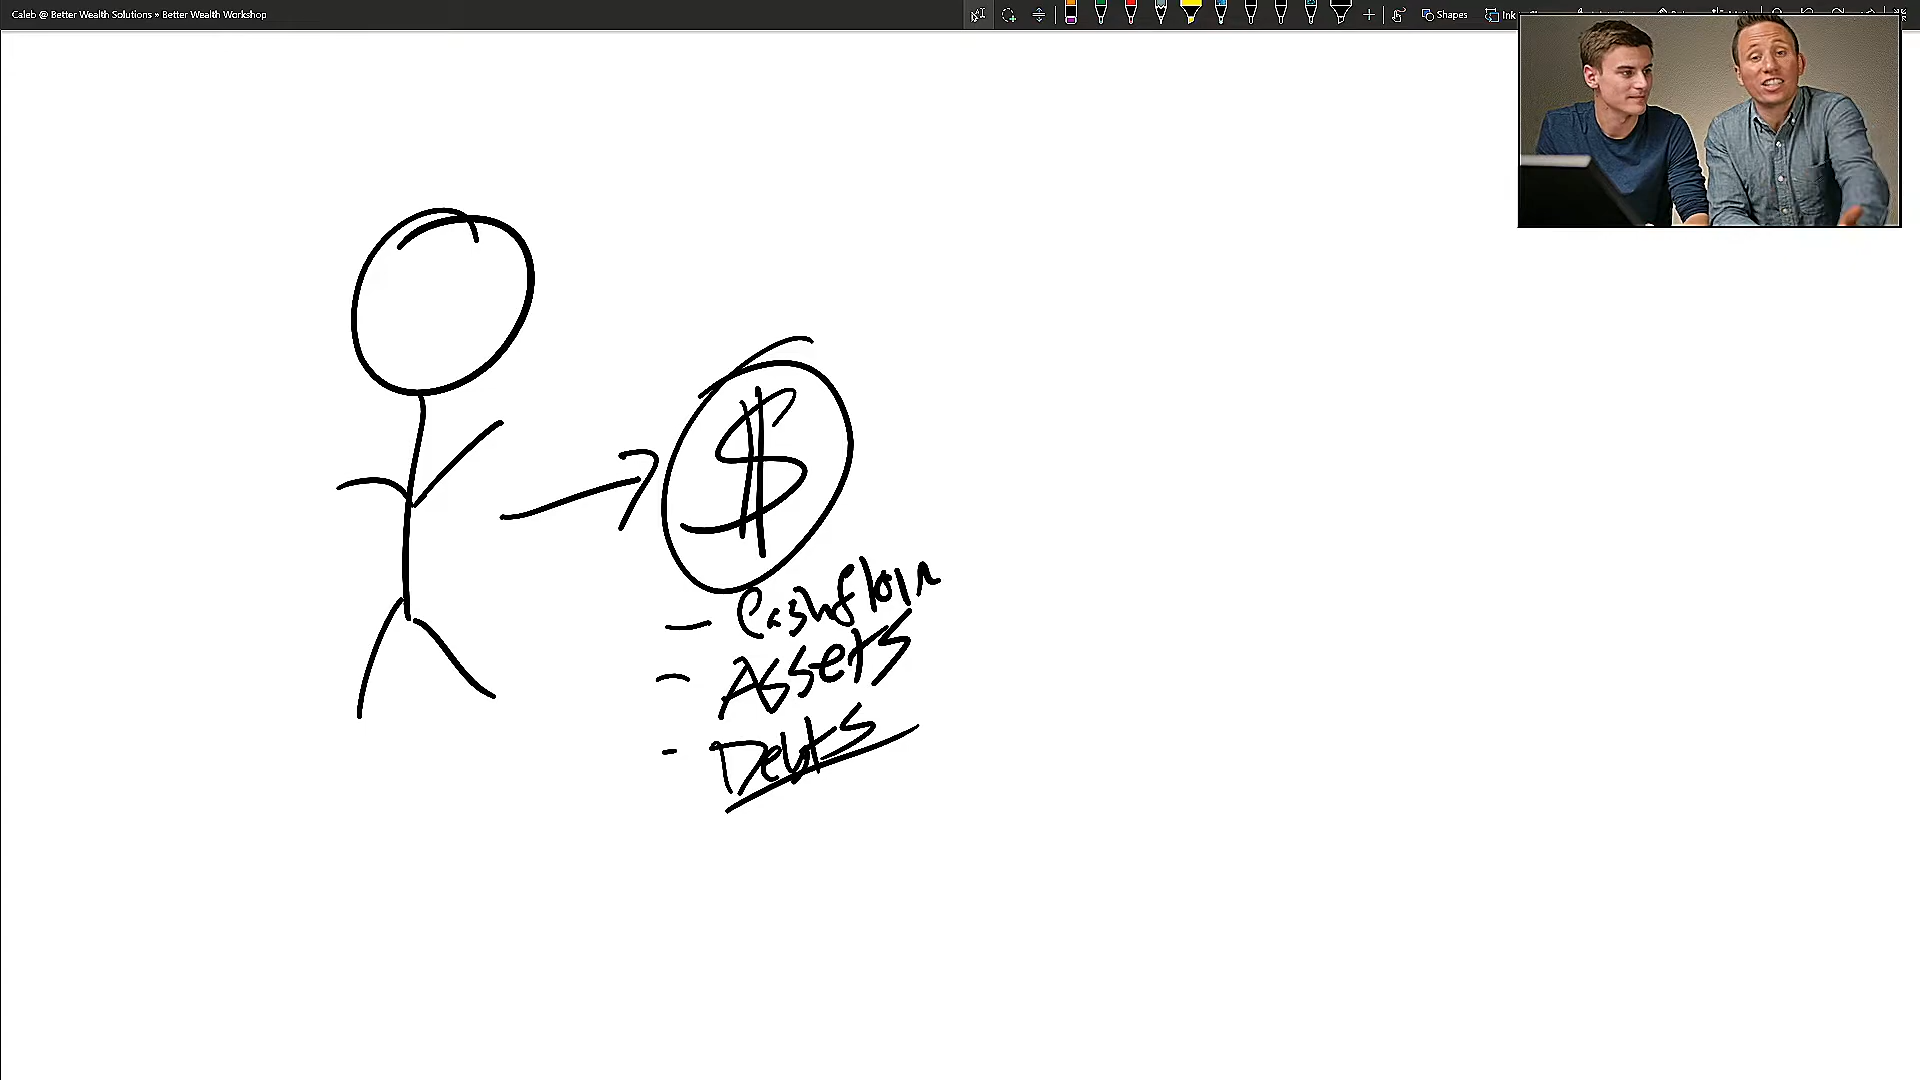 Caleb @ Better Wealth Solutions » Better Wealth Workshop
Shapes
Ink
$
- Cashflow
- Assets
- Debts